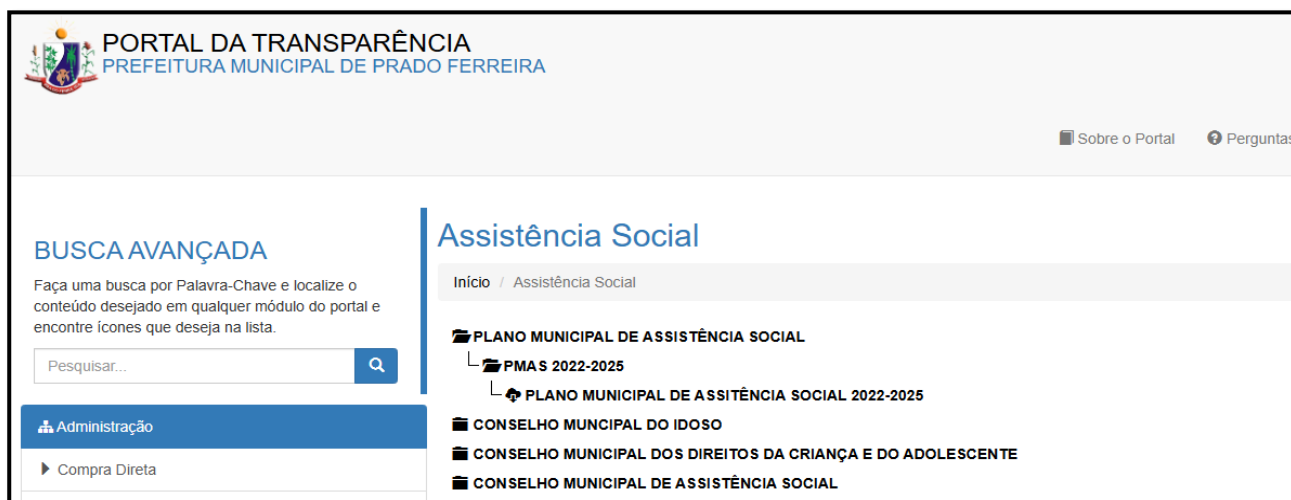 PORTAL DA TRANSPARÊNCIA
PREFEITURA MUNICIPAL DE PRADO FERREIRA
Sobre o Portal
Perguntas
BUSCA AVANÇADA
Faça uma busca por Palavra-Chave e localize o
conteúdo desejado em qualquer módulo do portal e
encontre ícones que deseja na lista.
Pesquisar...
Administração
Compra Direta
Assistência Social
Início / Assistência Social
PLANO MUNICIPAL DE ASSISTÊNCIA SOCIAL
PMAS 2022-2025
PLANO MUNICIPAL DE ASSITÊNCIA SOCIAL 2022-2025
CONSELHO MUNCIPAL DO IDOSO
CONSELHO MUNICIPAL DOS DIREITOS DA CRIANÇA E DO ADOLESCENTE
CONSELHO MUNICIPAL DE ASSISTÊNCIA SOCIAL